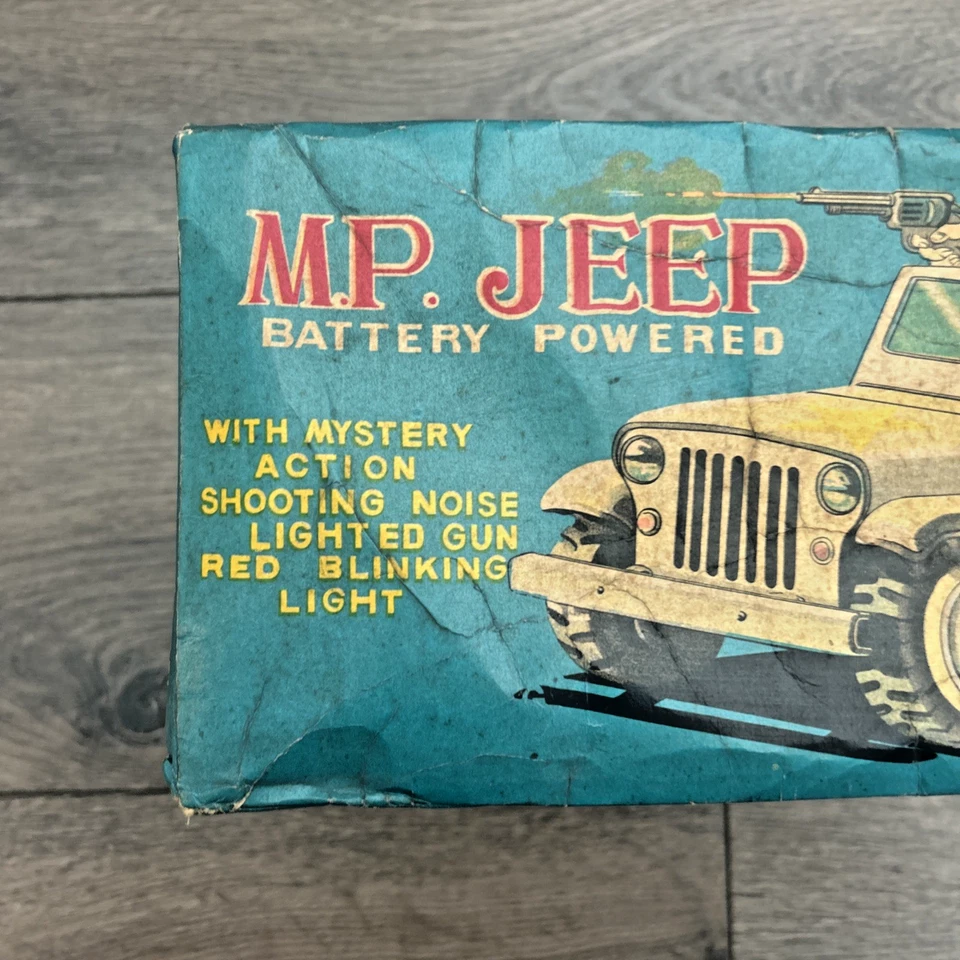 M.P. JEEP
BATTERY POWERED
WITH MYSTERY
ACTION
SHOOTING NOISE
LIGHTED GUN
RED BLINKING
LIGHT